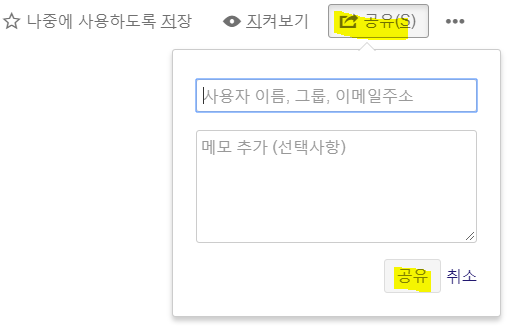 나중에 사용하도록 저장 지켜보기 공유(S) •••
사용자 이름, 그룹, 이메일주소
메모 추가 (선택사항)
공유 취소